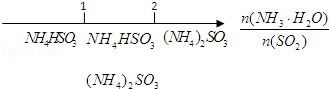 1 2
NH₄HSO₃ NH₄HSO₃ (NH₄)₂SO₃ n(NH₃·H₂O)/n(SO₂)
(NH₄)₂SO₃